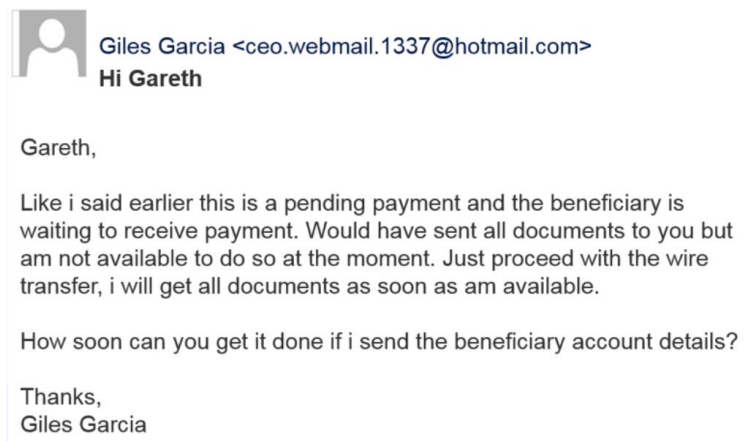 Giles Garcia <ceo.webmail.1337@hotmail.com>
Hi Gareth
Gareth,
Like i said earlier this is a pending payment and the beneficiary is
waiting to receive payment. Would have sent all documents to you but
am not available to do so at the moment. Just proceed with the wire
transfer, i will get all documents as soon as am available.
How soon can you get it done if i send the beneficiary account details?
Thanks,
Giles Garcia